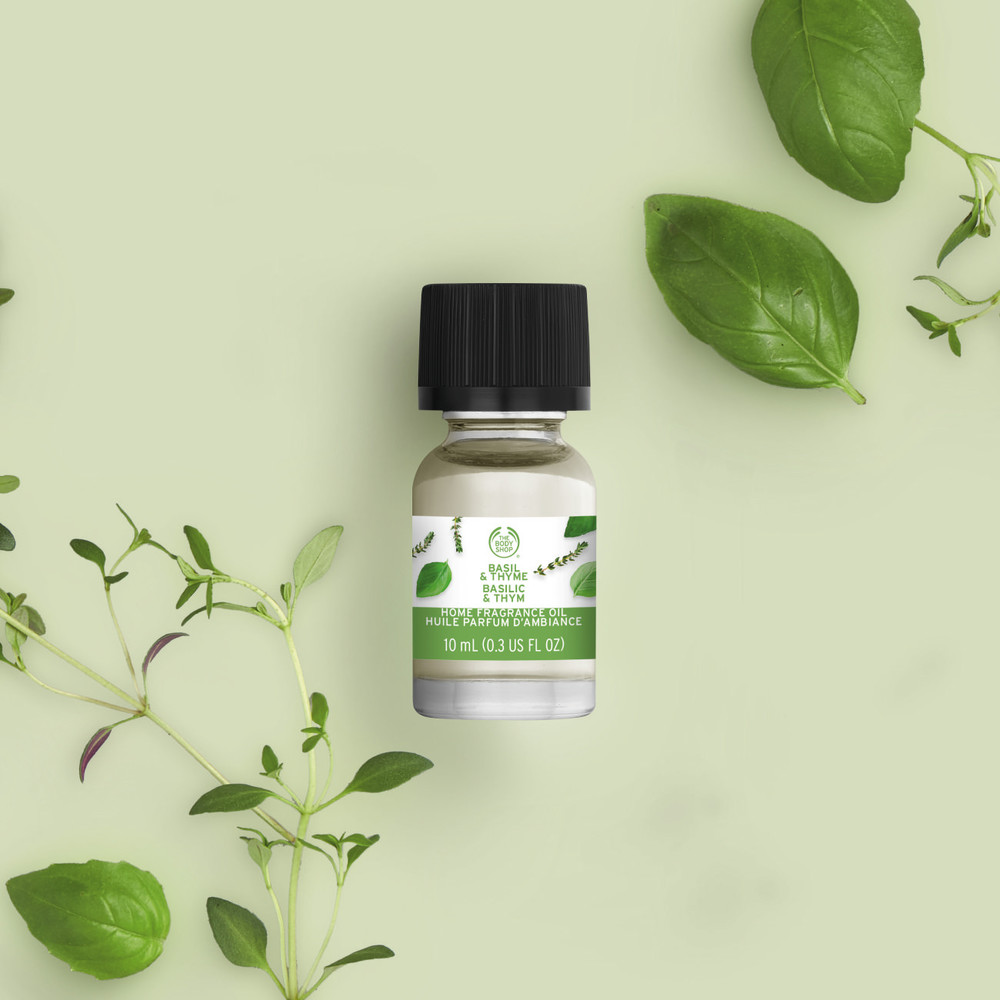 THE
BODY
SHOP
®
BASIL
& THYME
BASILIC
& THYM
HOME FRAGRANCE OIL
HUILE PARFUM D'AMBIANCE
10 mL (0.3 US FL OZ)